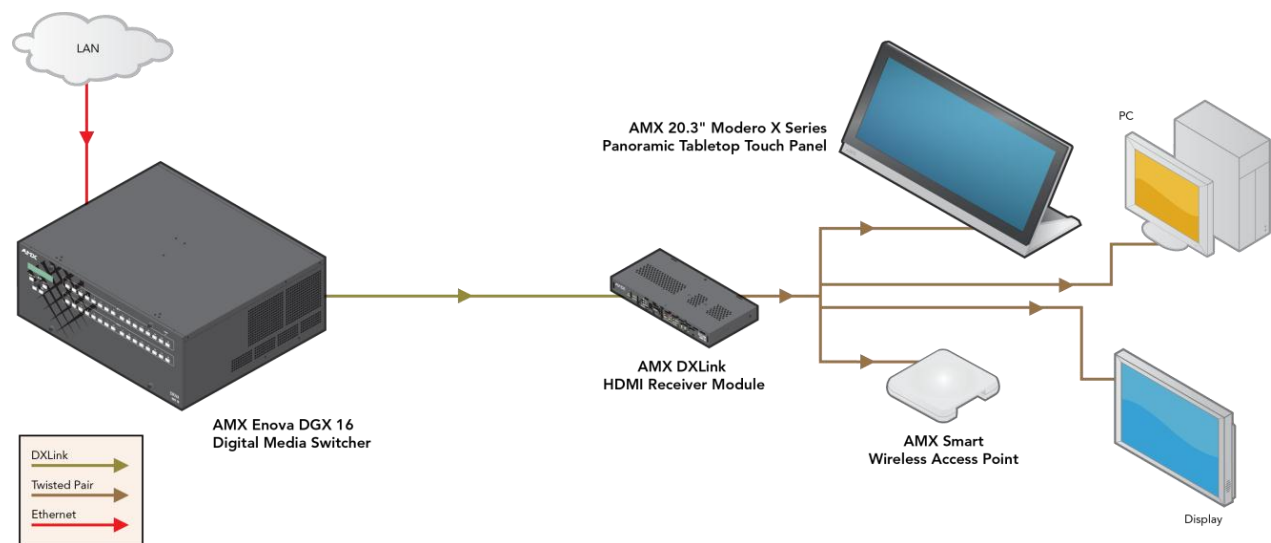 LAN
AMX 20.3" Modero X Series
Panoramic Tabletop Touch Panel
PC
AMX
AMX DXLink
HDMI Receiver Module
AMX Enova DGX 16
Digital Media Switcher
AMX Smart
Wireless Access Point
Display
DXLink
Twisted Pair
Ethernet